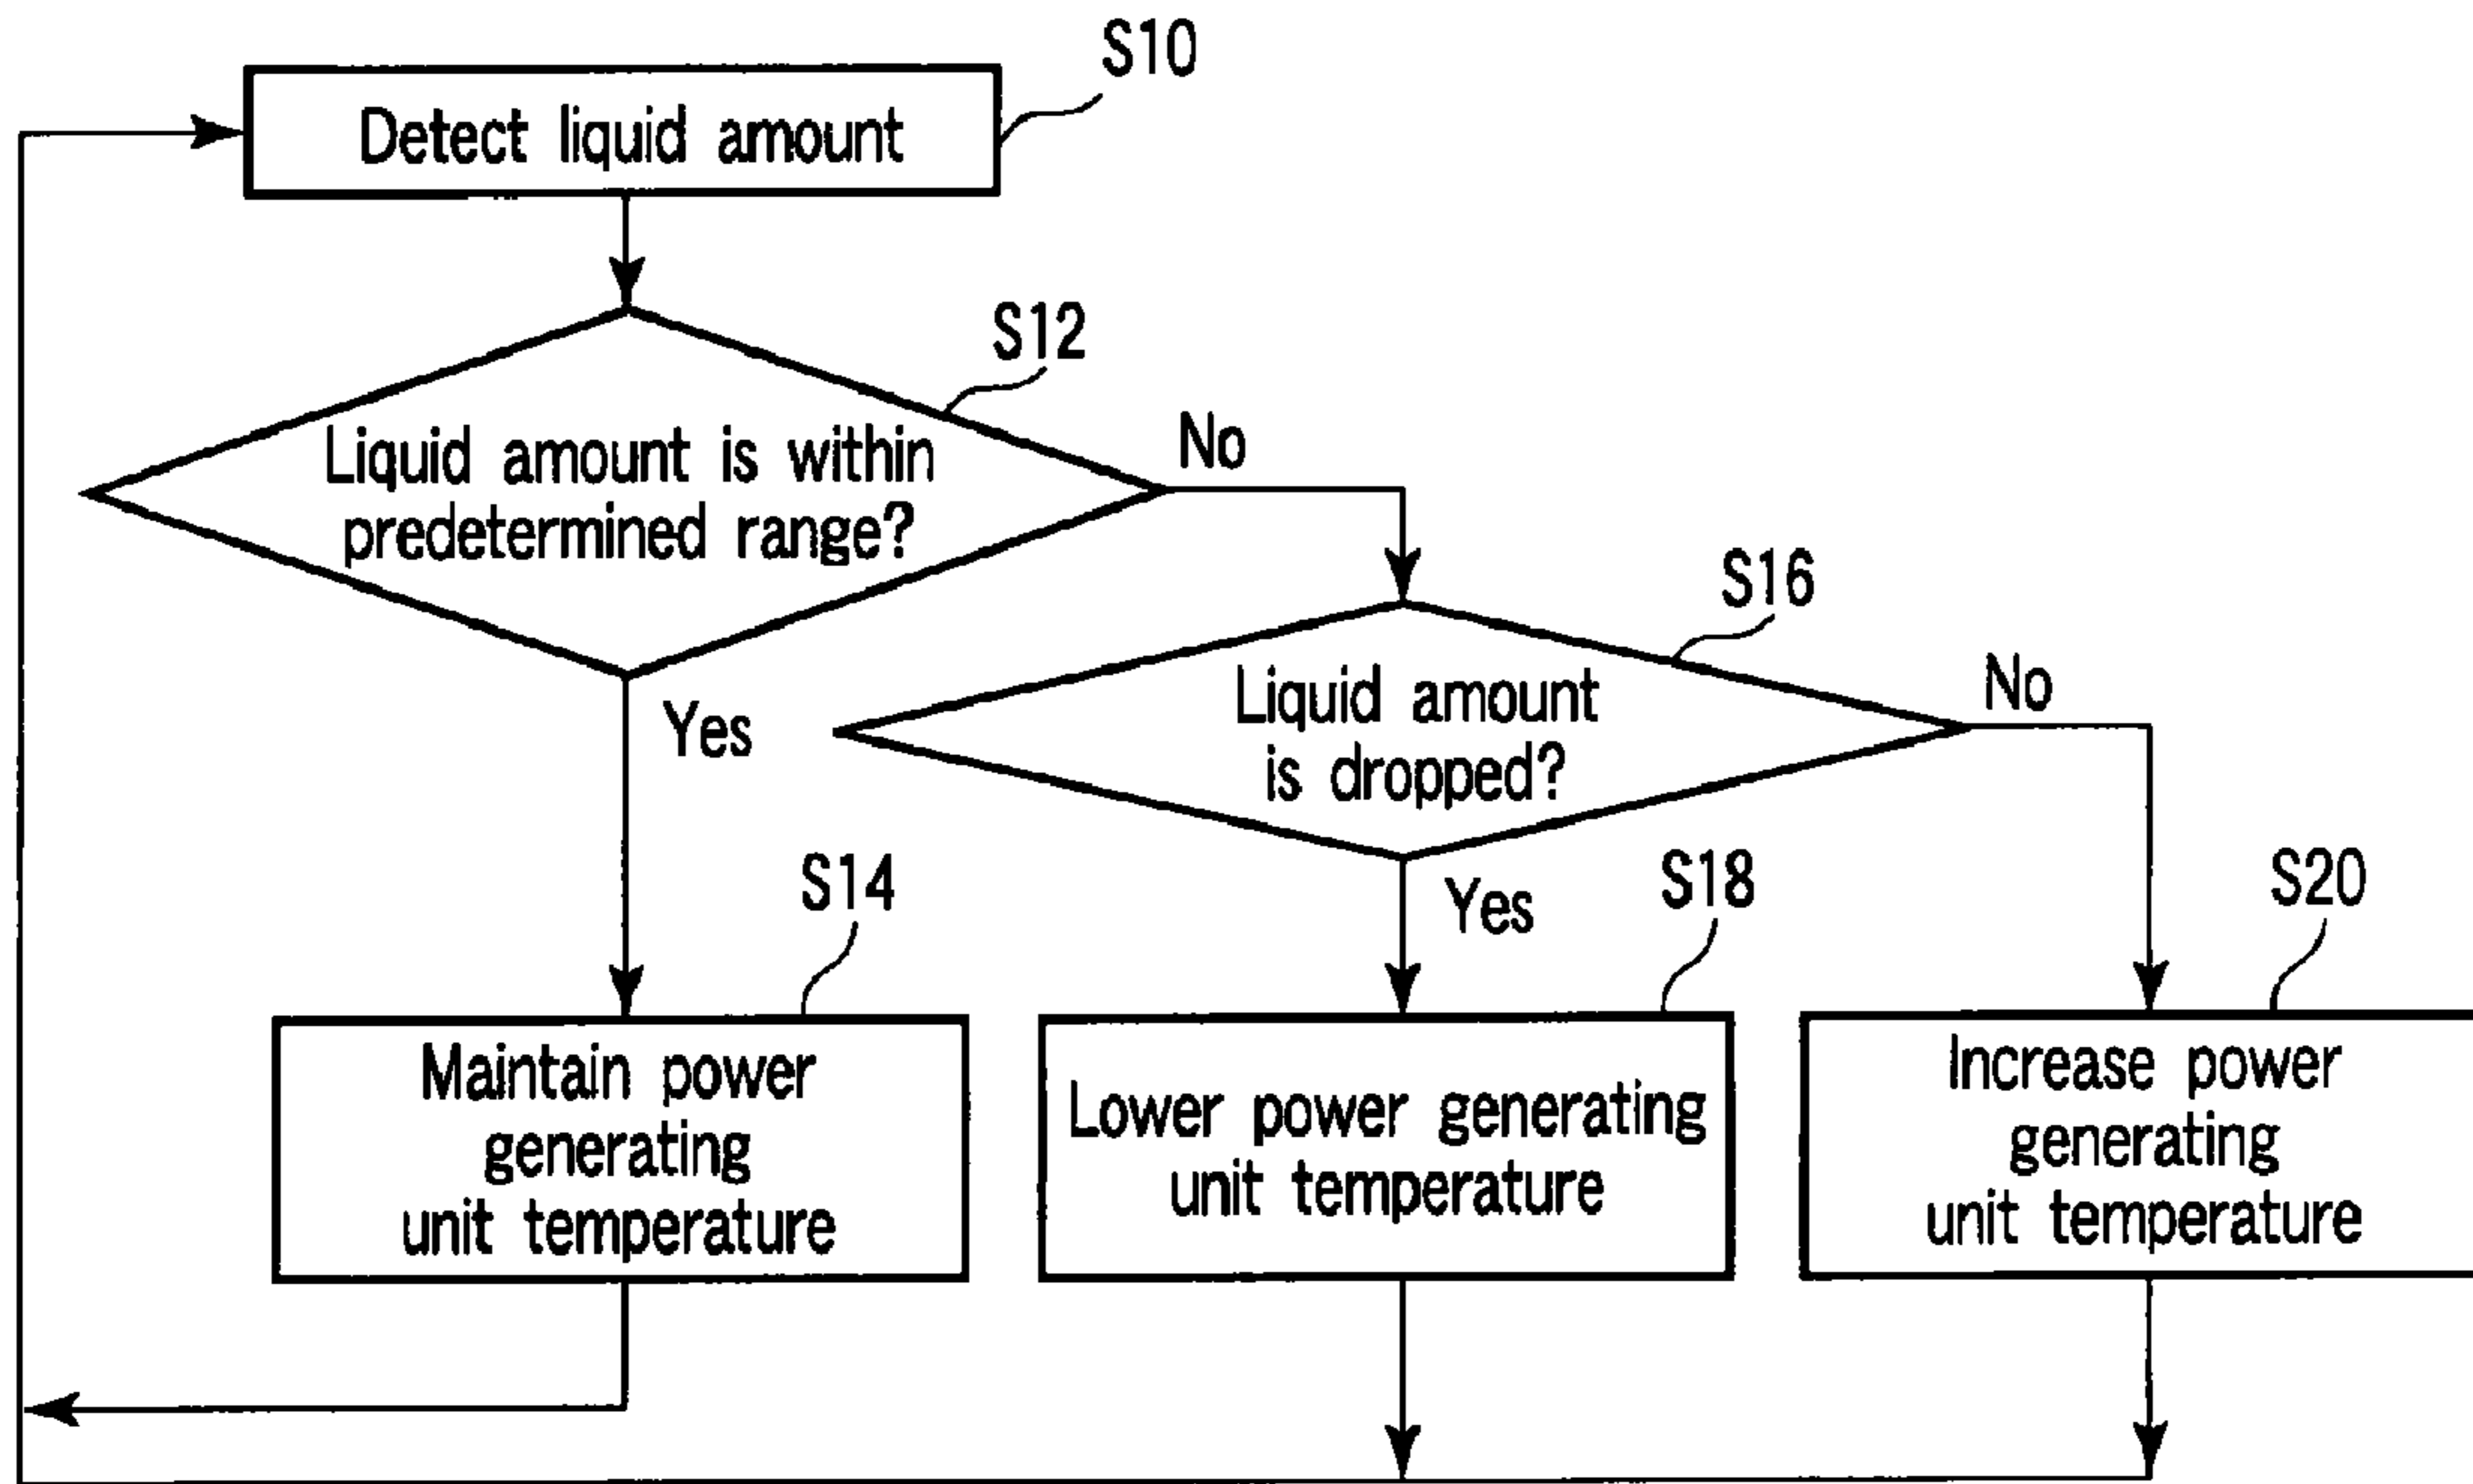 S10
Detect liquid amount
S12
Liquid amount is within
predetermined range?
No
Yes
S16
Liquid amount
is dropped?
No
Yes
S14
Maintain power
generating
unit temperature
S18
Lower power generating
unit temperature
S20
Increase power
generating
unit temperature